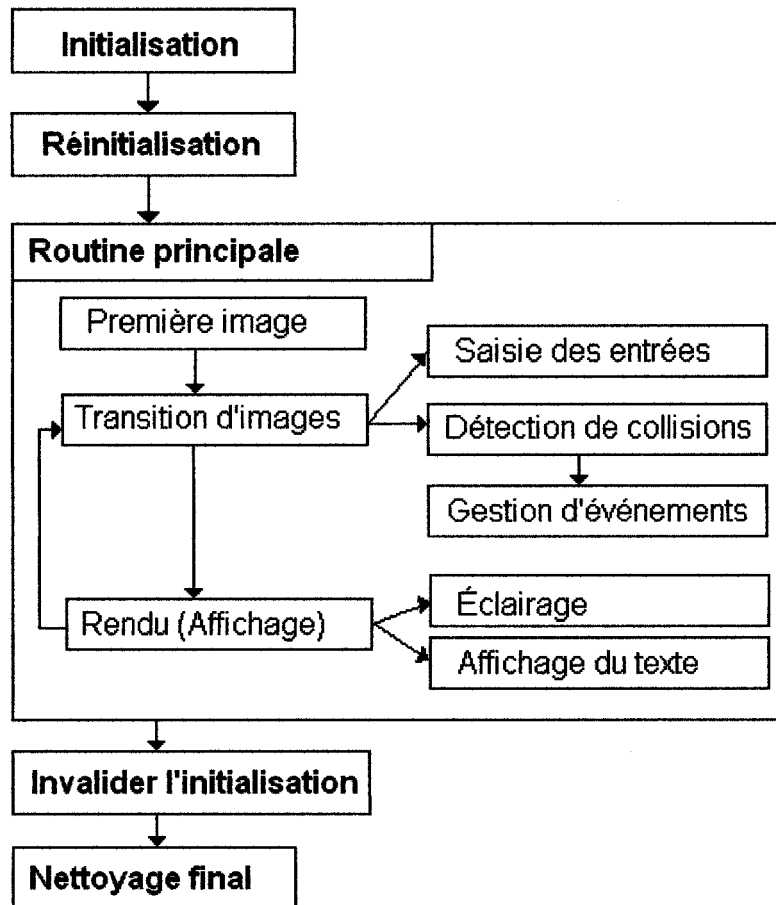 Initialisation
Réinitialisation
Routine principale
Première image
Saisie des entrées
Transition d'images
Détection de collisions
Gestion d'événements
Rendu (Affichage)
Éclairage
Affichage du texte
Invalider l'initialisation
Nettoyage final